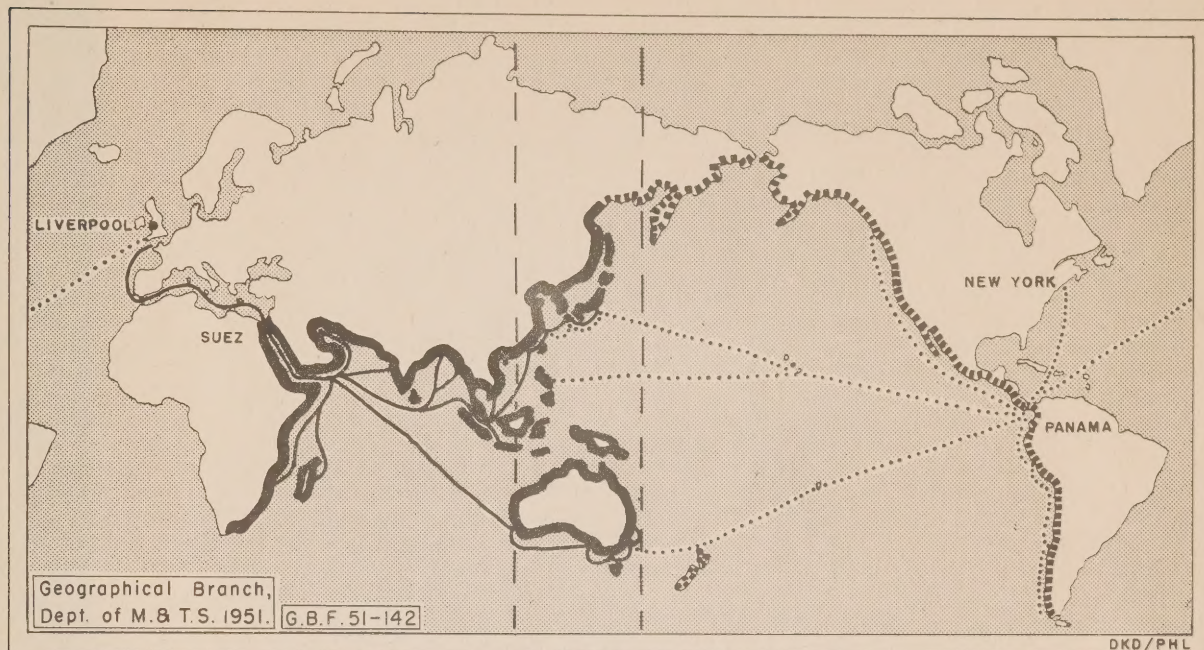 LIVERPOOL
NEW YORK
SUEZ
PANAMA
Geographical Branch,
Dept. of M. & T. S. 1951.
G. B. F. 51-142
DKD/PHL